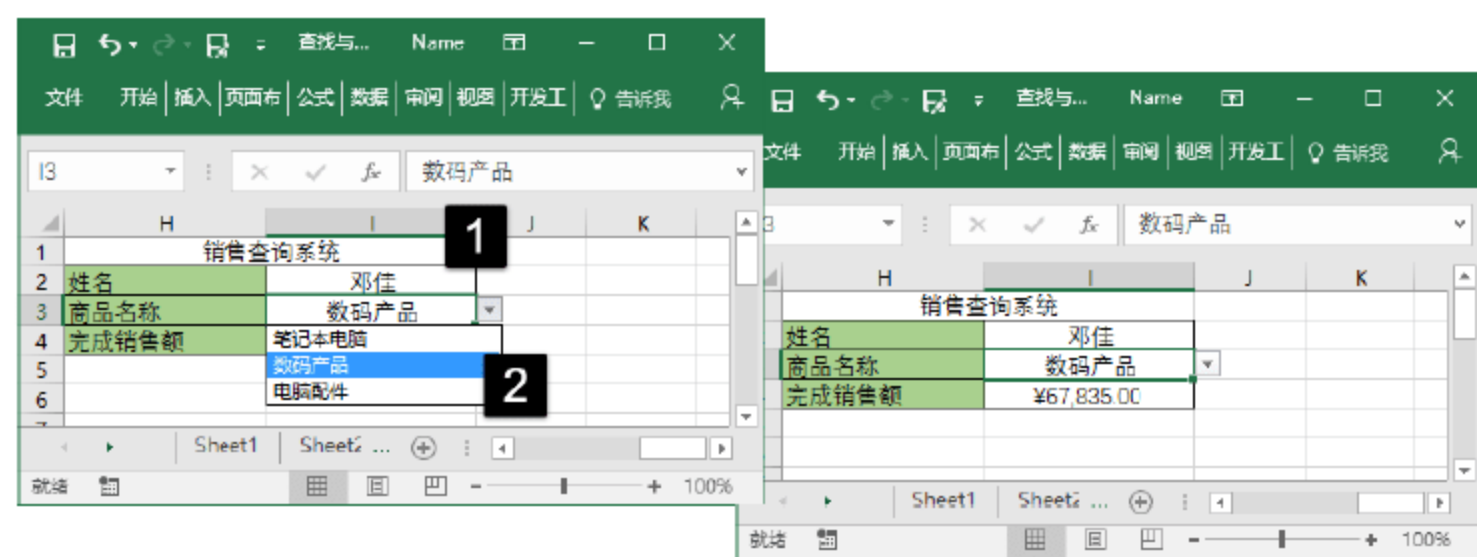 查找与... Name
文件 开始 插入 页面布 公式 数据 审阅 视图 开发工 告诉我
I3 fx 数码产品
H I J K
1 销售查询系统
2 姓名 邓佳
3 商品名称 数码产品
4 完成销售额 笔记本电脑
5 数码产品
6 电脑配件
7
1
2
Sheet1 Sheet2 ...
就绪 100%
查找与... Name
文件 开始 插入 页面布 公式 数据 审阅 视图 开发工 告诉我
3 fx 数码产品
H I J K
销售查询系统
姓名 邓佳
商品名称 数码产品
完成销售额 ¥67,835.00
Sheet1 Sheet2 ...
就绪 100%